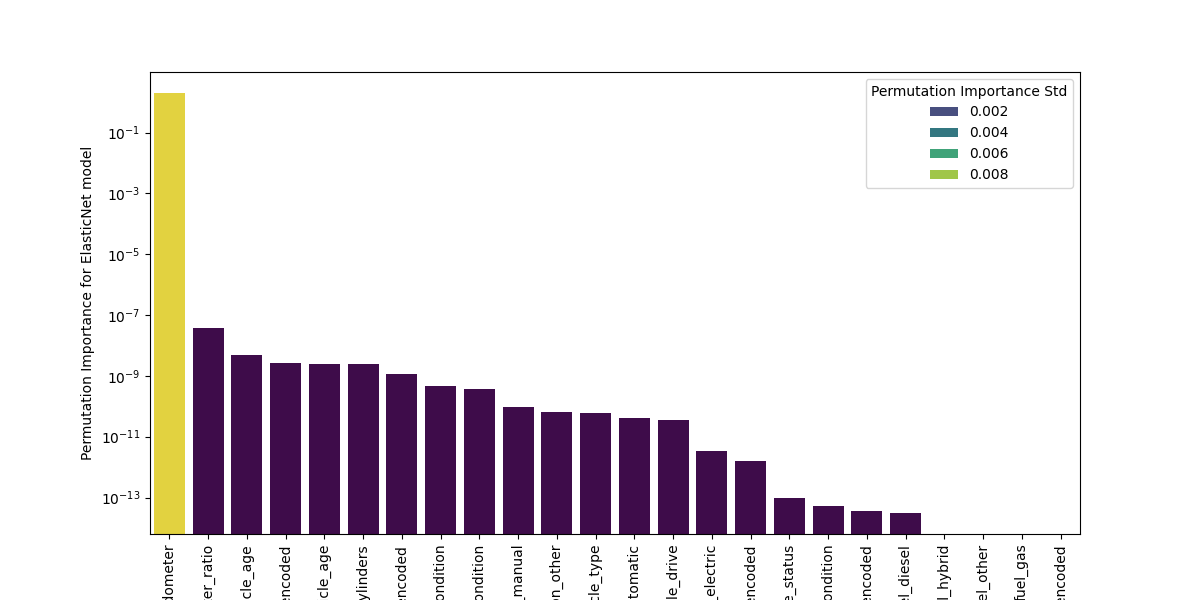 Permutation Importance for ElasticNet model
10⁻¹
10⁻³
10⁻⁵
10⁻⁷
10⁻⁹
10⁻¹¹
10⁻¹³
Permutation Importance Std
0.002
0.004
0.006
0.008
dometer
er_ratio
cle_age
encoded
cle_age
ylinders
encoded
ondition
ondition
_manual
on_other
cle_type
tomatic
le_drive
_electric
encoded
e_status
ondition
encoded
el_diesel
l_hybrid
el_other
fuel_gas
encoded